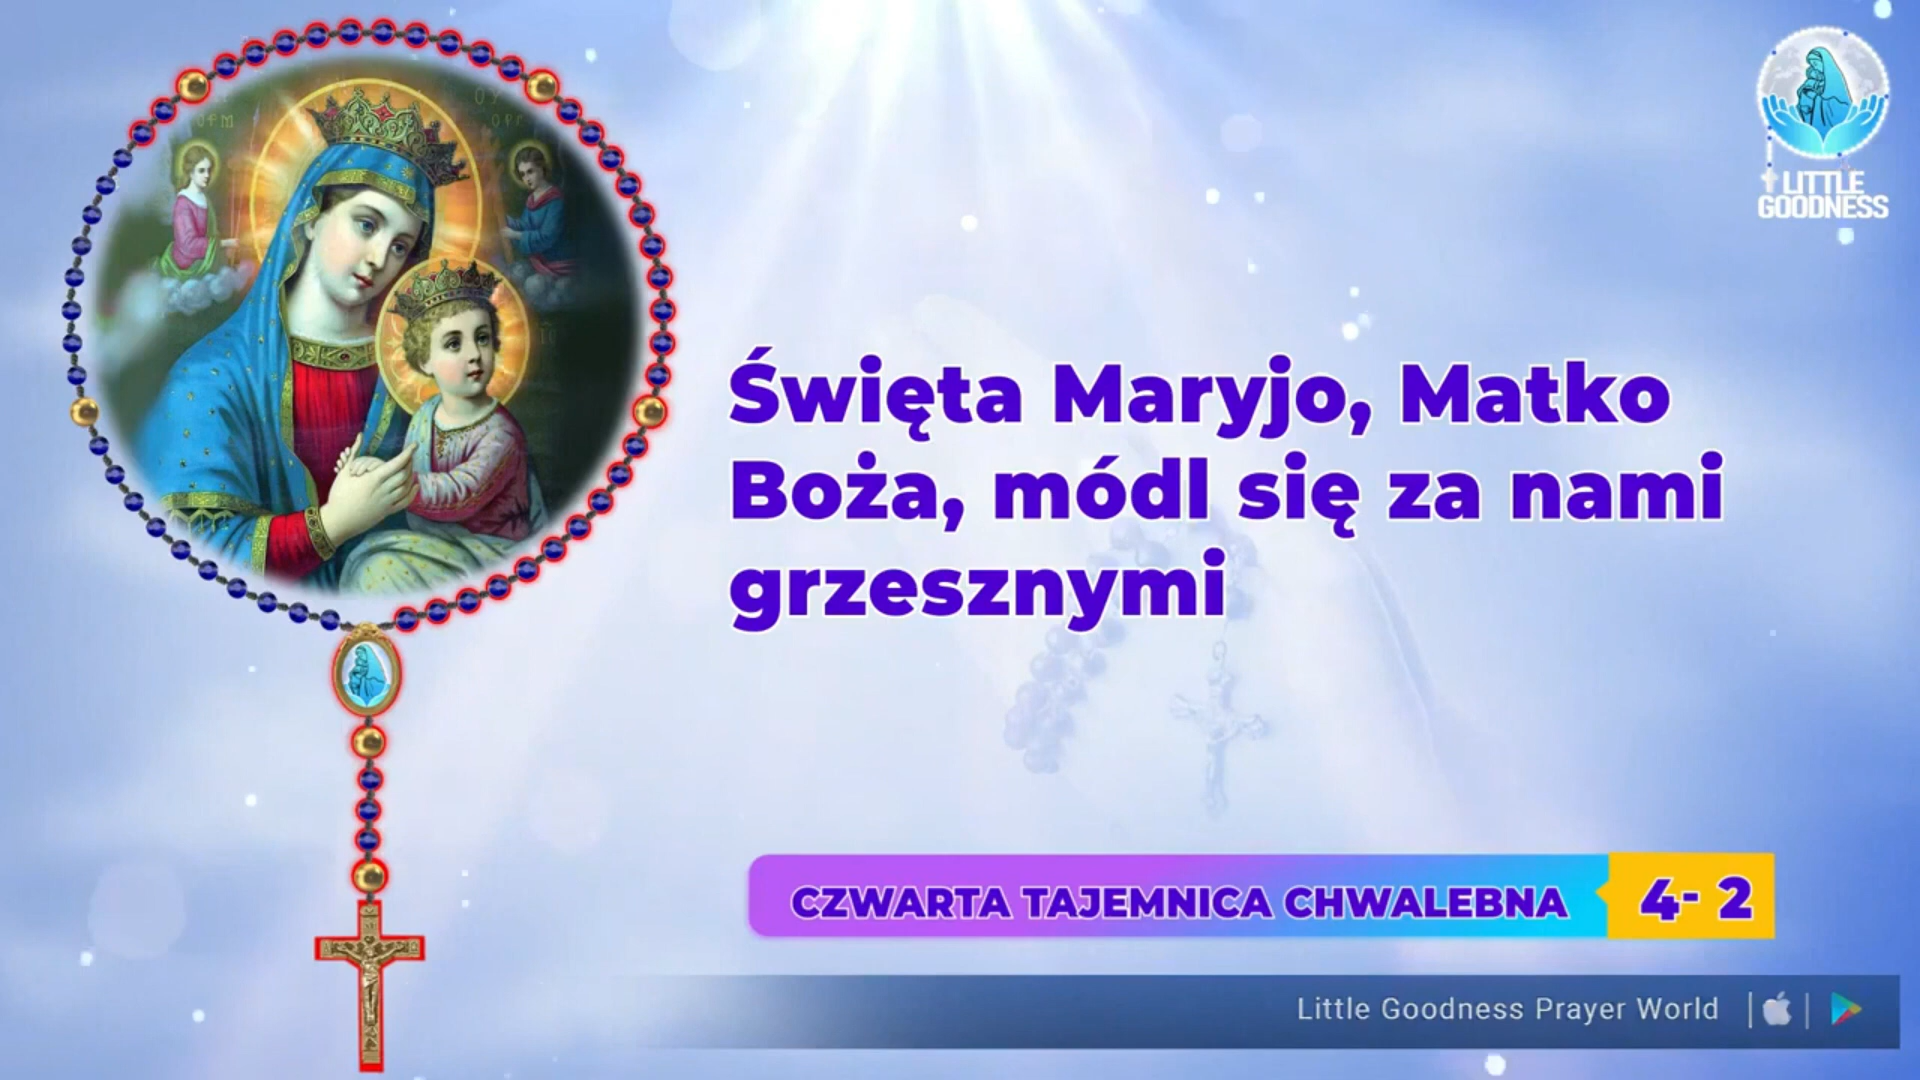 LITTLE
GOODNESS
Święta Maryjo, Matko
Boża, módl się za nami
grzesznymi
CZWARTA TAJEMNICA CHWALEBNA 4- 2
Little Goodness Prayer World